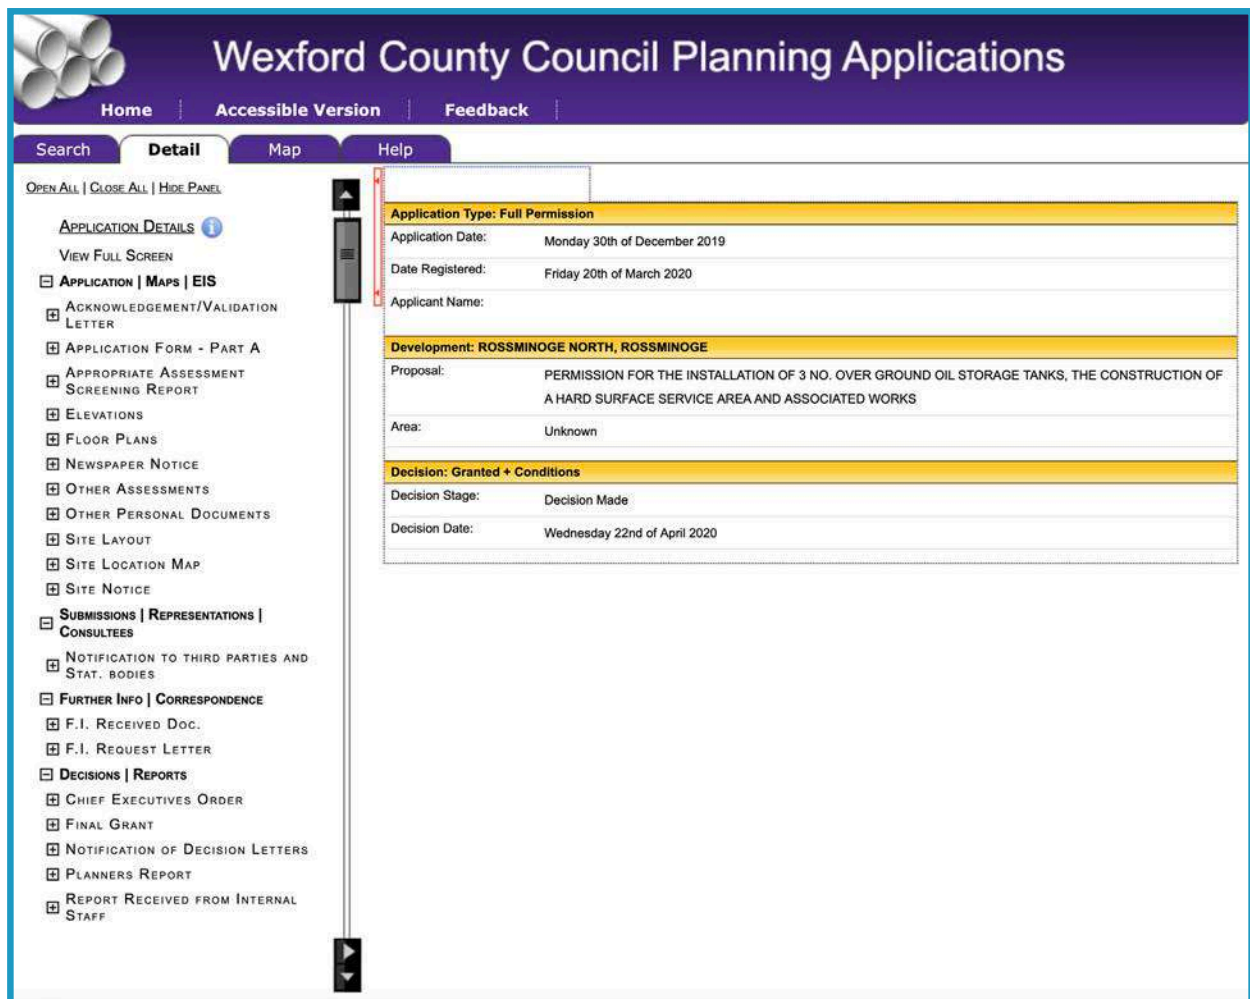 Wexford County Council Planning Applications
Home Accessible Version Feedback
Search Detail Map Help
OPEN ALL | CLOSE ALL | HIDE PANEL
APPLICATION DETAILS i
VIEW FULL SCREEN
APPLICATION | MAPS | EIS
ACKNOWLEDGEMENT/VALIDATION
LETTER
APPLICATION FORM - PART A
APPROPRIATE ASSESSMENT
SCREENING REPORT
ELEVATIONS
FLOOR PLANS
NEWSPAPER NOTICE
OTHER ASSESSMENTS
OTHER PERSONAL DOCUMENTS
SITE LAYOUT
SITE LOCATION MAP
SITE NOTICE
SUBMISSIONS | REPRESENTATIONS |
CONSULTEES
NOTIFICATION TO THIRD PARTIES AND
STAT. BODIES
FURTHER INFO | CORRESPONDENCE
F.I. RECEIVED DOC.
F.I. REQUEST LETTER
DECISIONS | REPORTS
CHIEF EXECUTIVES ORDER
FINAL GRANT
NOTIFICATION OF DECISION LETTERS
PLANNERS REPORT
REPORT RECEIVED FROM INTERNAL
STAFF
Application Type: Full Permission
Application Date: Monday 30th of December 2019
Date Registered: Friday 20th of March 2020
Applicant Name:
Development: ROSSMINOGE NORTH, ROSSMINOGE
Proposal: PERMISSION FOR THE INSTALLATION OF 3 NO. OVER GROUND OIL STORAGE TANKS, THE CONSTRUCTION OF
A HARD SURFACE SERVICE AREA AND ASSOCIATED WORKS
Area: Unknown
Decision: Granted + Conditions
Decision Stage: Decision Made
Decision Date: Wednesday 22nd of April 2020